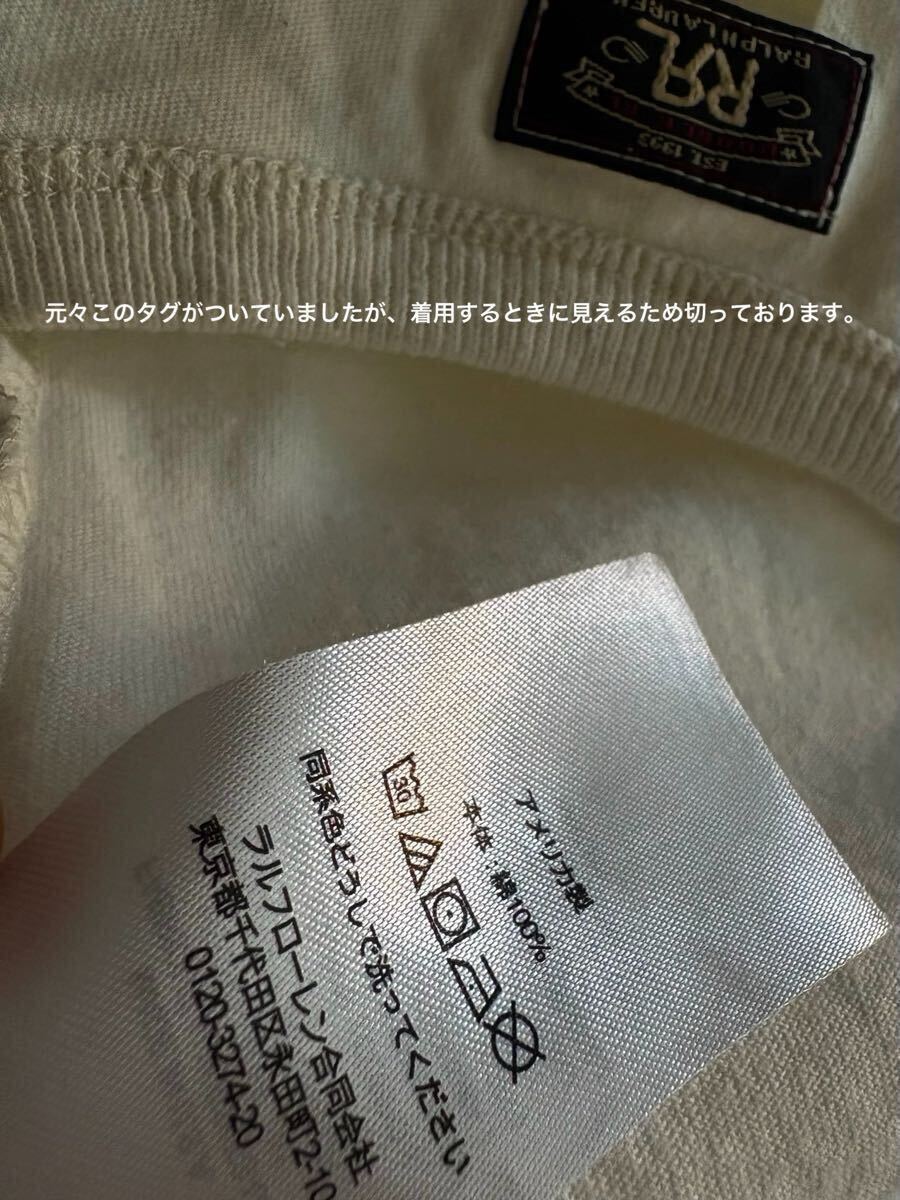 RALPH LAUREN
RRL
DOUBLE RL
EST. 1993
元々このタグがついていましたが、着用するときに見えるため切っております。
アメリカ製
本体：綿100%
30
同系色どうしで洗ってください
ラルフローレン合同会社
東京都千代田区永田町2-10
0120-3274-20